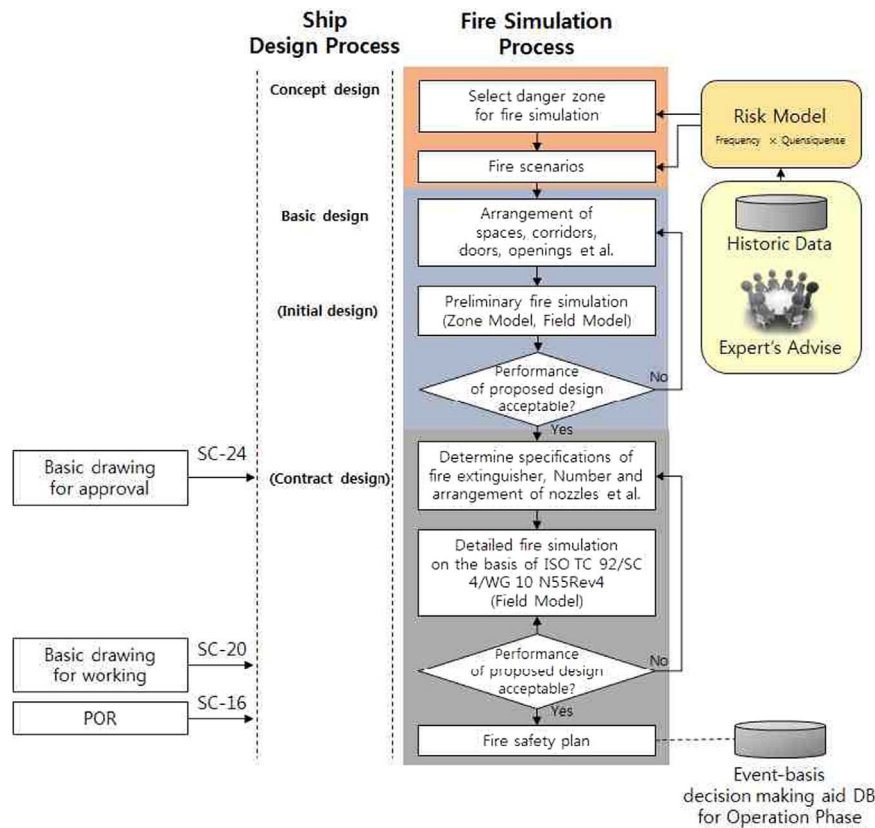 Ship
Design Process
Fire Simulation
Process
Concept design
Select danger zone
for fire simulation
Risk Model
Frequency × Quensiquense
Fire scenarios
Basic design
Arrangement of
spaces, corridors,
doors, openings et al.
Historic Data
(Initial design)
Preliminary fire simulation
(Zone Model, Field Model)
Expert's Advise
Performance
of proposed design
acceptable?
No
Yes
Basic drawing
for approval
SC-24
(Contract design)
Determine specifications of
fire extinguisher, Number and
arrangement of nozzles et al.
Detailed fire simulation
on the basis of ISO TC 92/SC
4/WG 10 N55Rev4
(Field Model)
Basic drawing
for working
SC-20
Performance
of proposed design
acceptable?
No
POR
SC-16
Yes
Fire safety plan
Event-basis
decision making aid DB
for Operation Phase